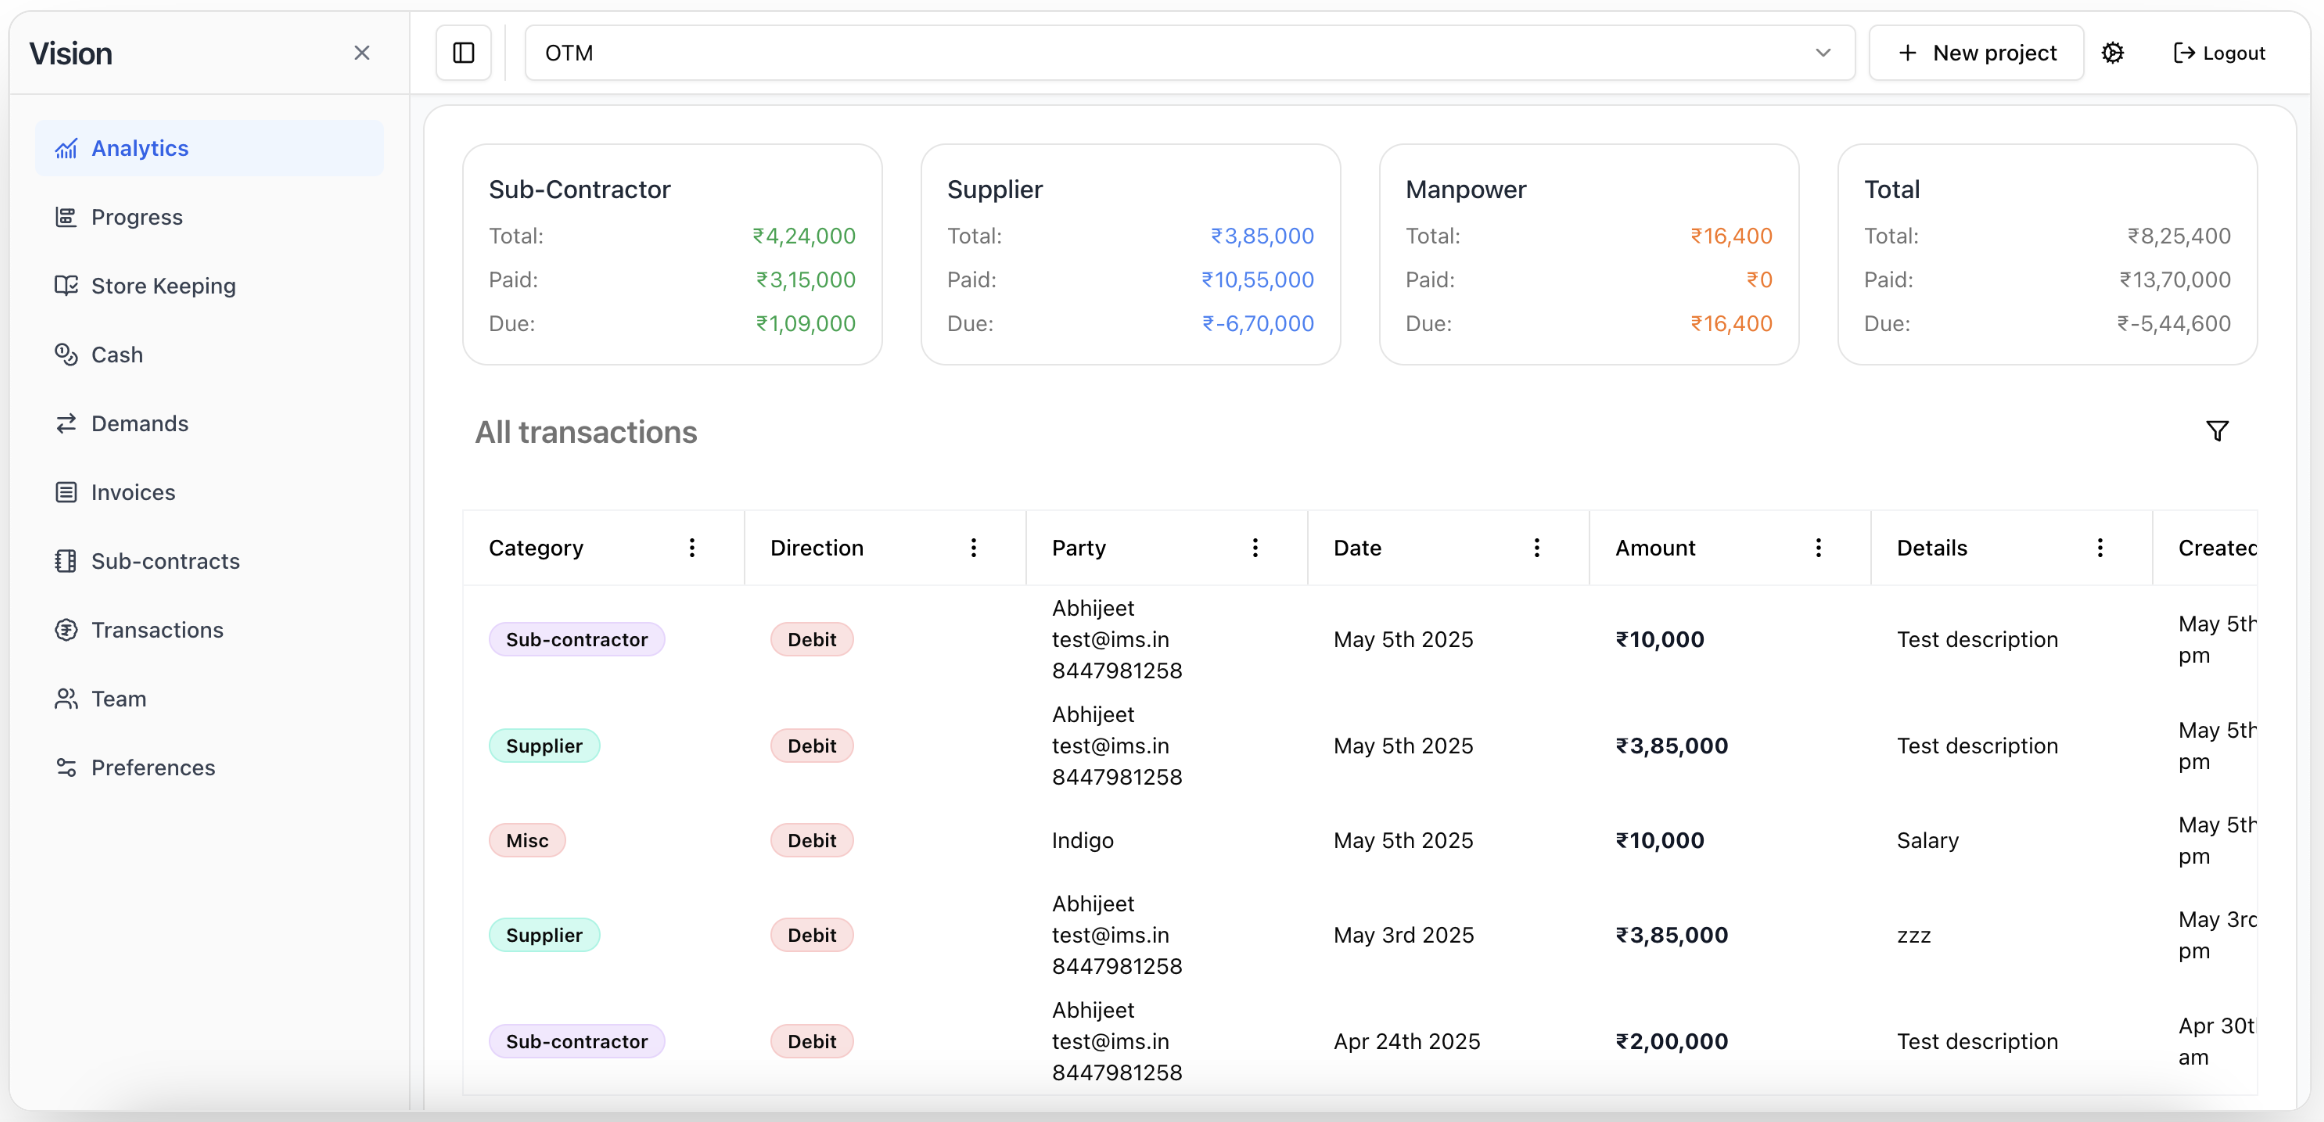 Vision
OTM
New project
Logout
Analytics
Progress
Store Keeping
Cash
Demands
Invoices
Sub-contracts
Transactions
Team
Preferences
Sub-Contractor
Total: ₹4,24,000
Paid: ₹3,15,000
Due: ₹1,09,000
Supplier
Total: ₹3,85,000
Paid: ₹10,55,000
Due: ₹-6,70,000
Manpower
Total: ₹16,400
Paid: ₹0
Due: ₹16,400
Total
Total: ₹8,25,400
Paid: ₹13,70,000
Due: ₹-5,44,600
All transactions
Category Direction Party Date Amount Details Created
Abhijeet
Sub-contractor Debit test@ims.in May 5th 2025 ₹10,000 Test description May 5th
8447981258 pm
Abhijeet
Supplier Debit test@ims.in May 5th 2025 ₹3,85,000 Test description May 5th
8447981258 pm
Misc Debit Indigo May 5th 2025 ₹10,000 Salary May 5th
pm
Abhijeet
Supplier Debit test@ims.in May 3rd 2025 ₹3,85,000 zzz May 3rd
8447981258 pm
Abhijeet
Sub-contractor Debit test@ims.in Apr 24th 2025 ₹2,00,000 Test description Apr 30th
8447981258 am